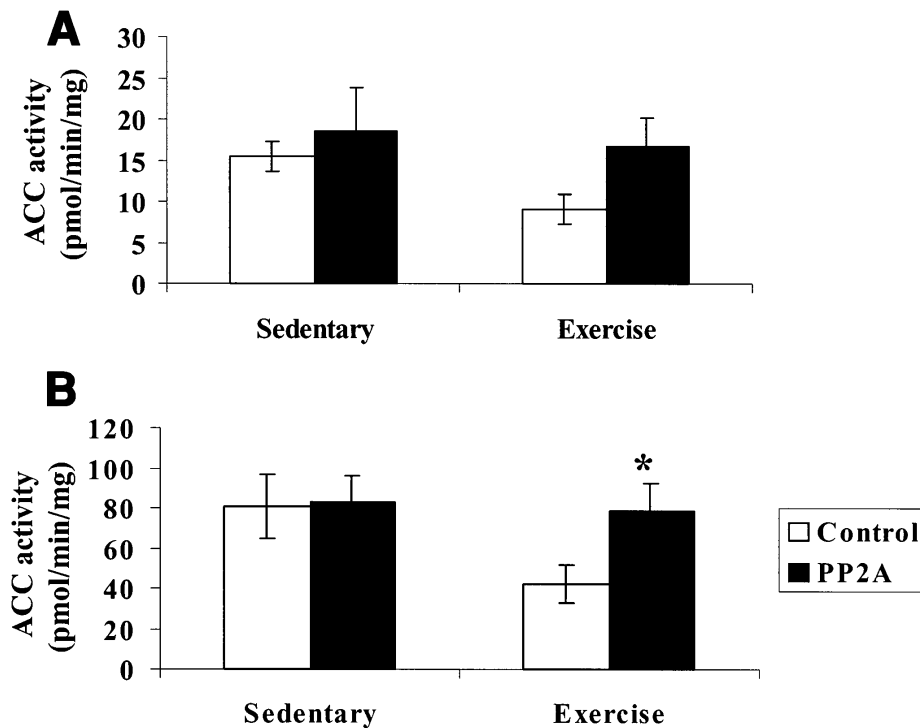 A
ACC activity
(pmol/min/mg)
30
25
20
15
10
5
0
Sedentary Exercise
B
ACC activity
(pmol/min/mg)
120
100
80
60
40
20
0
*
Sedentary Exercise
Control
PP2A